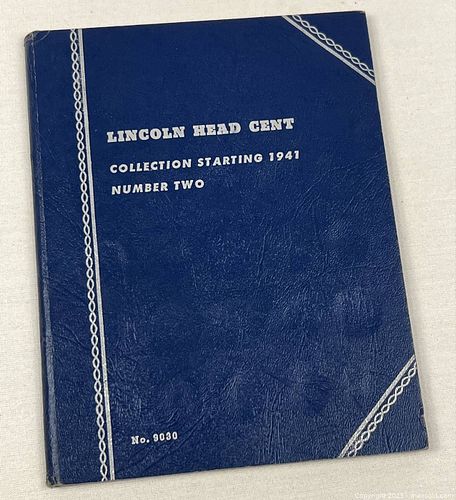 LINCOLN HEAD CENT
COLLECTION STARTING 1941
NUMBER TWO
No. 9030